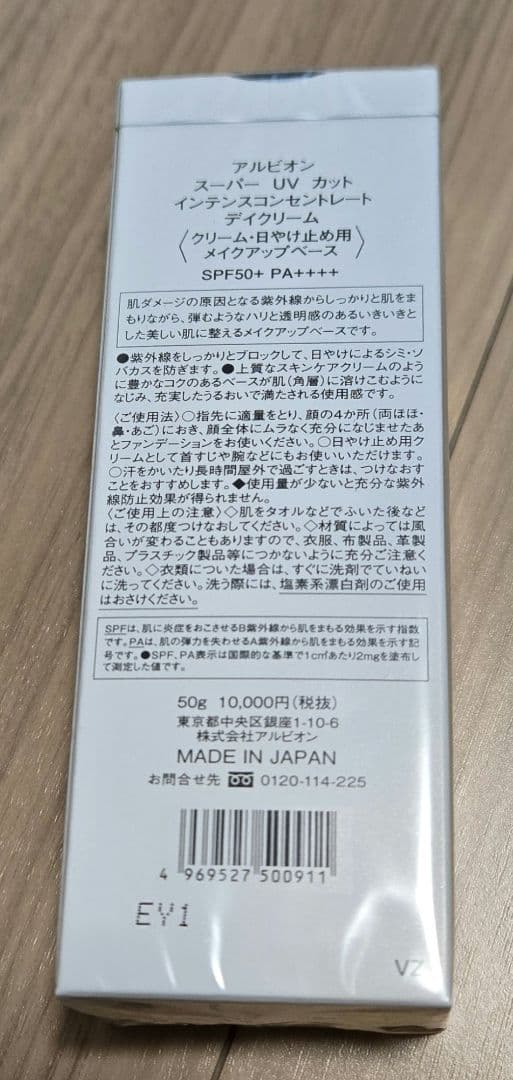 アルビオン
スーパー UV カット
インテンスコンセントレート
デイクリーム
〈クリーム・日やけ止め用
メイクアップベース〉
SPF50+ PA++++
肌ダメージの原因となる紫外線からしっかりと肌をま
もりながら、弾むようなハリと透明感のあるいきいきと
した美しい肌に整えるメイクアップベースです。
●紫外線をしっかりとブロックして、日やけによるシミ・ソ
バカスを防ぎます。●上質なスキンケアクリームのよう
に豊かなコクのあるベースが肌(角層)に溶けこむように
なじみ、充実したうるおいで満たされる使用感です。
〈ご使用法〉○指先に適量をとり、顔の4か所(両ほほ・
鼻・あご)におき、顔全体にムラなく充分になじませたあ
とファンデーションをお使いください。○日やけ止め用ク
リームとして首すじや腕などにもお使いいただけます。
○汗をかいたり長時間屋外で過ごすときは、つけなおす
ことをおすすめします。◆使用量が少ないと充分な紫外
線防止効果が得られません。
〈ご使用上の注意〉◇肌をタオルなどでふいた後など
は、その都度つけなおしてください。◇材質によっては風
合いが変わることもありますので、衣服、布製品、革製
品、プラスチック製品等につかないように充分ご注意く
ださい。◇衣類についた場合は、すぐに洗剤でていねい
に洗ってください。洗う際には、塩素系漂白剤のご使用
はおさけください。
SPFは、肌に炎症をおこさせるB紫外線から肌をまもる効果を示す指数
です。PAは、肌の弾力を失わせるA紫外線から肌をまもる効果を示す記
号です。●SPF、PA表示は国際的な基準で1c㎡あたり2mgを塗布し
て測定した値です。
50g 10,000円(税抜)
東京都中央区銀座1-10-6
株式会社アルビオン
MADE IN JAPAN
お問合せ先 0120-114-225
4 969527 500911
EY1
VZ